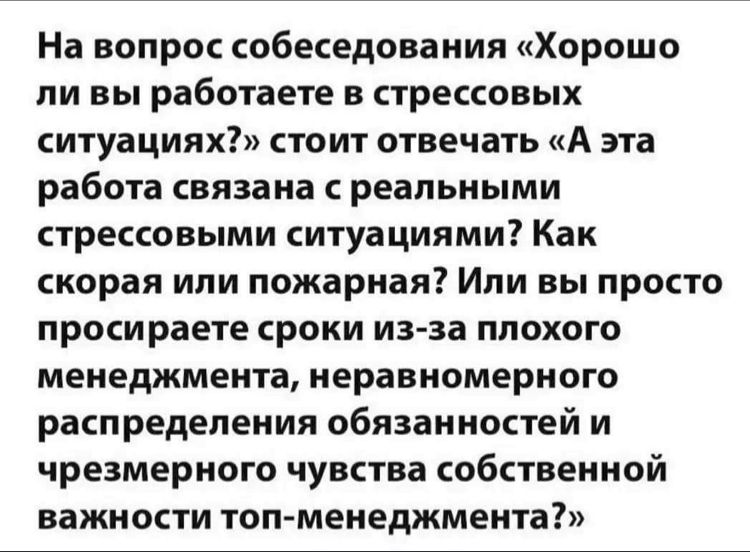 На вопрос собеседования «Хорошо
ли вы работаете в стрессовых
ситуациях?» стоит отвечать «А эта
работа связана с реальными
стрессовыми ситуациями? Как
скорая или пожарная? Или вы просто
просираете сроки из-за плохого
менеджмента, неравномерного
распределения обязанностей и
чрезмерного чувства собственной
важности топ-менеджмента?»